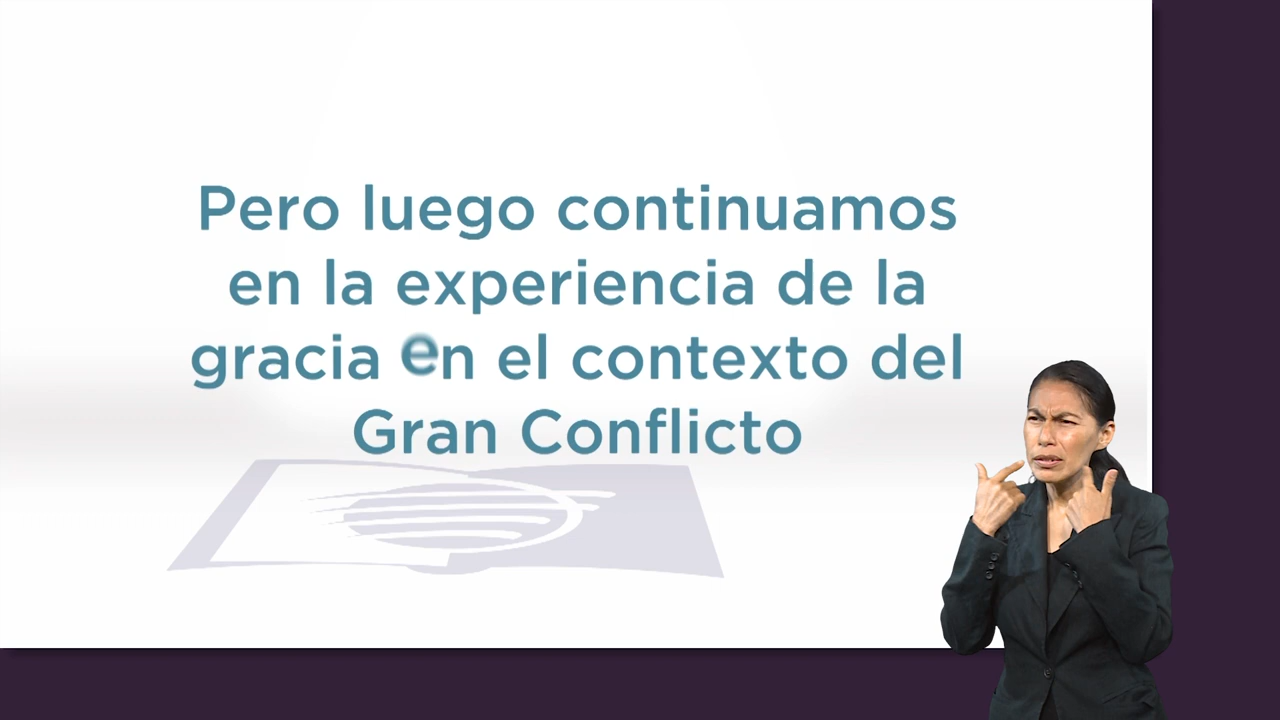 Pero luego continuamos
en la experiencia de la
gracia en el contexto del
Gran Conflicto